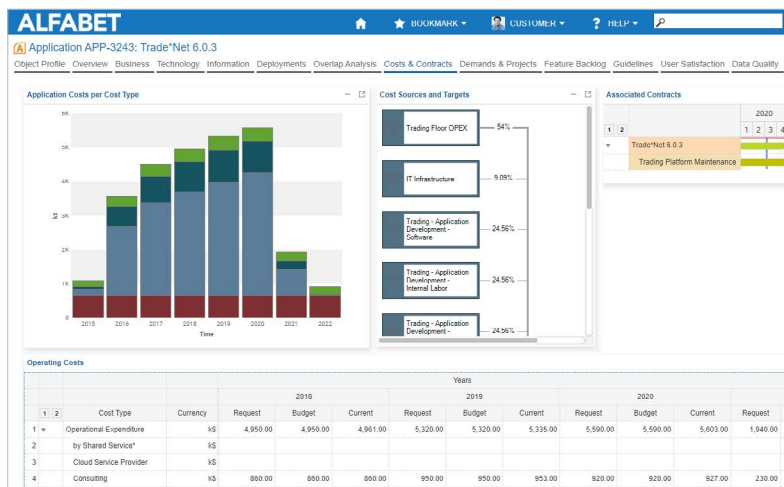 ALFABET
BOOKMARK
CUSTOMER
? HELP
A Application APP-3243: Trade*Net 6.0.3
Object Profile Overview Business Technology Information Deployments Overlap Analysis Costs & Contracts Demands & Projects Feature Backlog Guidelines User Satisfaction Data Quality
Application Costs per Cost Type
6K
5K
4K
3K
2K
1K
0
k$
2015 2016 2017 2018 2019 2020 2021 2022
Time
Cost Sources and Targets
Trading Floor OPEX
54%
IT Infrastructure
9.09%
Trading - Application
Development -
Software
24.56%
Trading - Application
Development -
Internal Labor
24.56%
Trading - Application
Development -
24.56%
Associated Contracts
2020
1 2 1 2 3 4
Trade*Net 6.0.3
Trading Platform Maintenance
Operating Costs
Years
2018 2019 2020
1 2 Cost Type Currency Request Budget Current Request Budget Current Request Budget Current Request
1 Operational Expenditure k$ 4,950.00 4,950.00 4,961.00 5,320.00 5,320.00 5,335.00 5,590.00 5,590.00 5,603.00 1,940.00
2 by Shared Service* k$
3 Cloud Service Provider k$
4 Consulting k$ 860.00 860.00 860.00 950.00 950.00 953.00 920.00 920.00 927.00 230.00